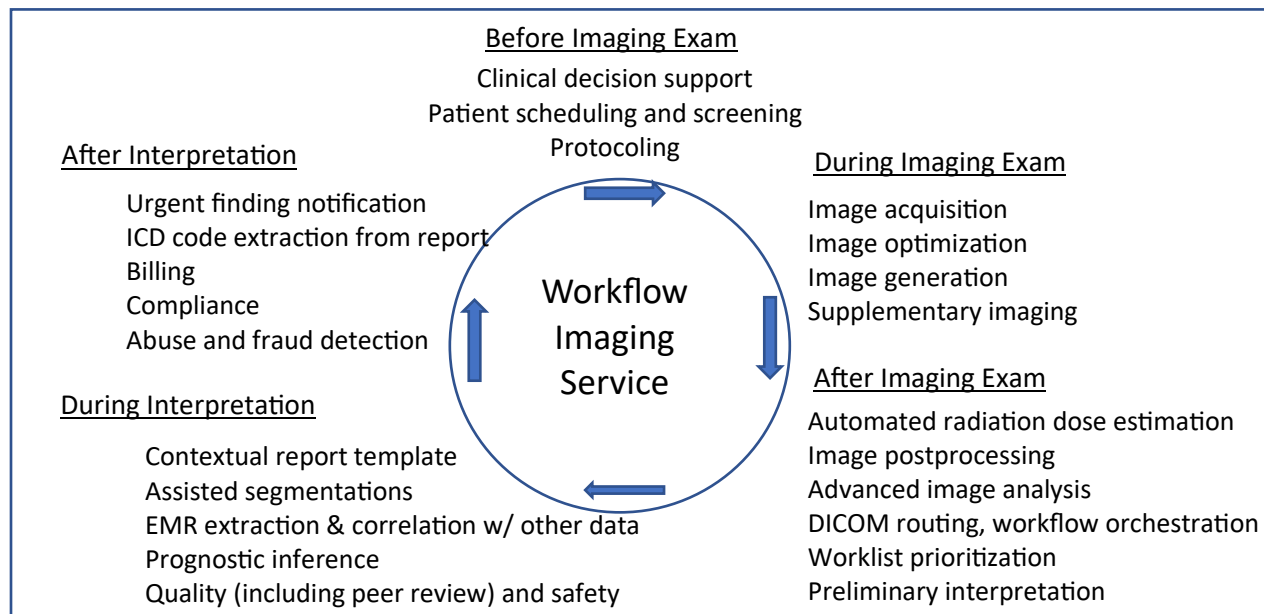 Before Imaging Exam
Clinical decision support
Patient scheduling and screening
Protocoling
During Imaging Exam
Image acquisition
Image optimization
Image generation
Supplementary imaging
After Imaging Exam
Automated radiation dose estimation
Image postprocessing
Advanced image analysis
DICOM routing, workflow orchestration
Worklist prioritization
Preliminary interpretation
During Interpretation
Contextual report template
Assisted segmentations
EMR extraction & correlation w/ other data
Prognostic inference
Quality (including peer review) and safety
After Interpretation
Urgent finding notification
ICD code extraction from report
Billing
Compliance
Abuse and fraud detection
Workflow
Imaging
Service